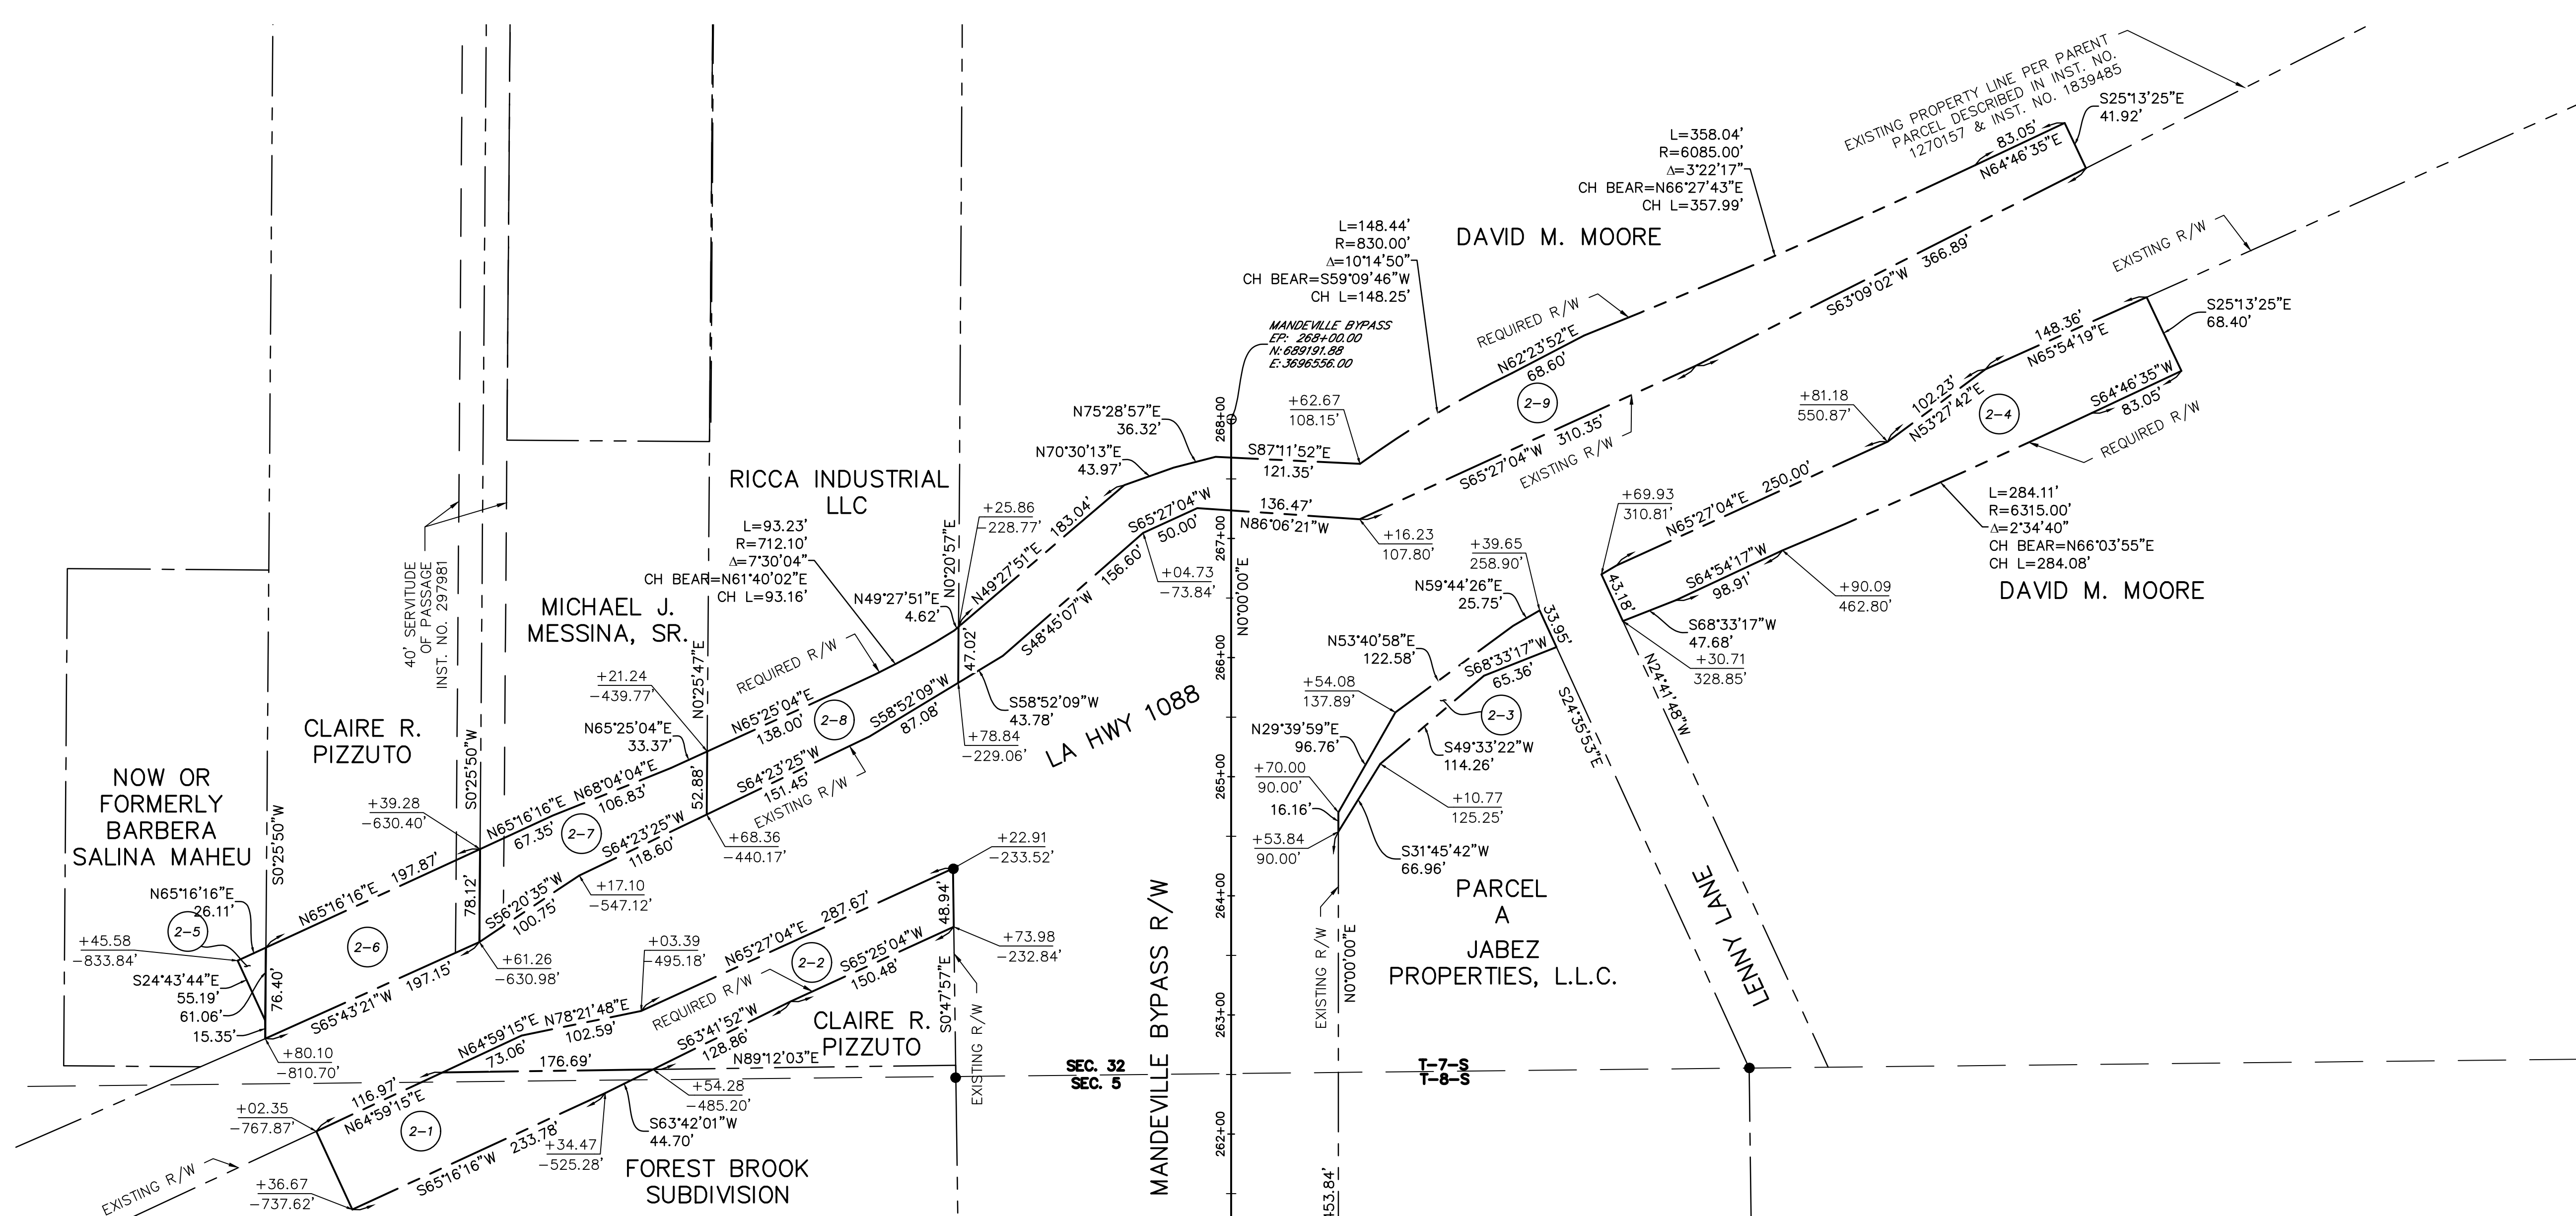 EXISTING PROPERTY LINE PER PARENT
PARCEL DESCRIBED IN INST. NO.
1270157 & INST. NO. 1839485
S25°13'25"E
41.92'
83.05'
N64°46'35"E
L=358.04'
R=6085.00'
Δ=3°22'17"
CH BEAR=N66°27'43"E
CH L=357.99'
DAVID M. MOORE
L=148.44'
R=830.00'
Δ=10°14'50"
CH BEAR=S59°09'46"W
CH L=148.25'
MANDEVILLE BYPASS
EP: 268+00.00
N:689191.88
E:3696556.00
REQUIRED R/W
N62°23'52"E
68.60'
2-9
S63°09'02"W 366.89'
EXISTING R/W
S25°13'25"E
68.40'
148.36'
N65°54'19"E
102.23'
N53°27'42"E
2-4
S64°46'35"W
83.05'
REQUIRED R/W
+81.18
550.87'
+62.67
108.15'
N75°28'57"E
36.32'
N70°30'13"E
43.97'
268+00
S87°11'52"E
121.35'
S65°27'04"W 310.35'
EXISTING R/W
RICCA INDUSTRIAL
LLC
L=93.23'
R=712.10'
Δ=7°30'04"
CH BEAR=N61°40'02"E
CH L=93.16'
N0°20'57"E
+25.86
-228.77'
N49°27'51"E 183.04'
S65°27'04"W
50.00'
136.47'
N86°06'21"W
267+00
+16.23
107.80'
+69.93
310.81'
N65°27'04"E 250.00'
L=284.11'
R=6315.00'
Δ=2°34'40"
CH BEAR=N66°03'55"E
CH L=284.08'
DAVID M. MOORE
+39.65
258.90'
N59°44'26"E
25.75'
33.95'
43.18'
S64°54'17"W
98.91'
+90.09
462.80'
S68°33'17"W
47.68'
+30.71
328.85'
40' SERVITUDE
OF PASSAGE
INST. NO. 297981
MICHAEL J.
MESSINA, SR.
N49°27'51"E
4.62'
156.60'
S48°45'07"W
+04.73
-73.84'
N0°00'00"E
266+00
N53°40'58"E
122.58'
S68°33'17"W
65.36'
2-3
+54.08
137.89'
S24°35'53"E
N24°41'48"W
REQUIRED R/W
N0°25'47"E
47.02'
+21.24
-439.77'
N65°25'04"E
138.00'
2-8
S58°52'09"W
87.08'
S58°52'09"W
43.78'
+78.84
-229.06'
LA HWY 1088
N29°39'59"E
96.76'
S49°33'22"W
114.26'
265+00
+70.00
90.00'
16.16'
+10.77
125.25'
+53.84
90.00'
S31°45'42"W
66.96'
CLAIRE R.
PIZZUTO
N65°25'04"E
33.37'
S0°25'50"W
N68°04'04"E
106.83'
52.88'
S64°23'25"W
151.45'
EXISTING R/W
NOW OR
FORMERLY
BARBERA
SALINA MAHEU
S0°25'50"W
+39.28
-630.40'
N65°16'16"E
67.35'
2-7
S64°23'25"W
118.60'
+68.36
-440.17'
+22.91
-233.52'
264+00
PARCEL
A
JABEZ
PROPERTIES, L.L.C.
LENNY LANE
N65°16'16"E
26.11'
2-5
N65°16'16"E 197.87'
78.12'
S56°20'35"W
100.75'
+17.10
-547.12'
+45.58
-833.84'
2-6
S24°43'44"E
55.19'
61.06'
15.35'
76.40'
S65°43'21"W 197.15'
+61.26
-630.98'
+03.39
-495.18'
N65°27'04"E 287.67'
48.94'
+73.98
-232.84'
2-2
S65°25'04"W
150.48'
S0°47'57"E
EXISTING R/W
MANDEVILLE BYPASS R/W
EXISTING R/W
N0°00'00"E
263+00
+80.10
-810.70'
N64°59'15"E
73.06'
N78°21'48"E
102.59'
REQUIRED R/W
S63°41'52"W
128.86'
CLAIRE R.
PIZZUTO
176.69'
N89°12'03"E
SEC. 32
SEC. 5
T-7-S
T-8-S
116.97'
N64°59'15"E
2-1
+02.35
-767.87'
+54.28
-485.20'
S63°42'01"W
44.70'
262+00
+34.47
-525.28'
S65°16'16"W 233.78'
FOREST BROOK
SUBDIVISION
EXISTING R/W
+36.67
-737.62'
453.84'